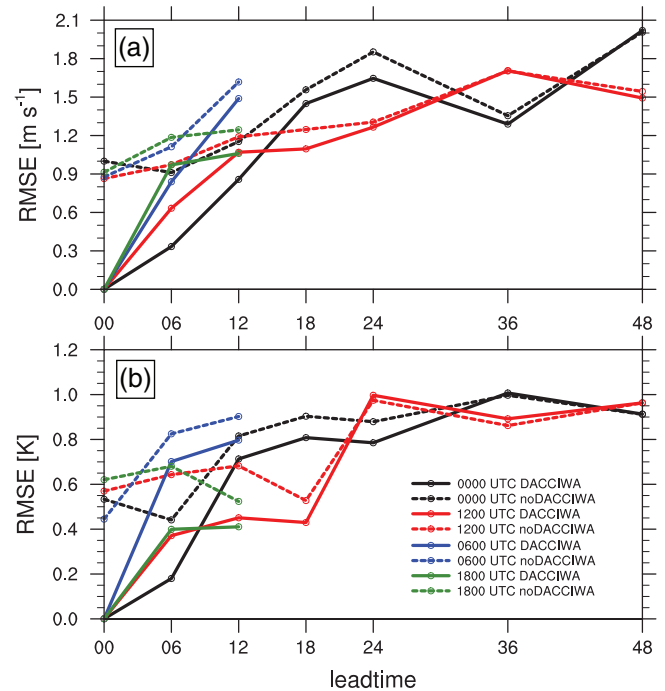 (a)
RMSE [m s⁻¹]
2.1
1.8
1.5
1.2
0.9
0.6
0.3
0.0
00 06 12 18 24 36 48
(b)
RMSE [K]
1.2
1.0
0.8
0.6
0.4
0.2
0.0
0000 UTC DACCIWA
0000 UTC noDACCIWA
1200 UTC DACCIWA
1200 UTC noDACCIWA
0600 UTC DACCIWA
0600 UTC noDACCIWA
1800 UTC DACCIWA
1800 UTC noDACCIWA
00 06 12 18 24 36 48
leadtime